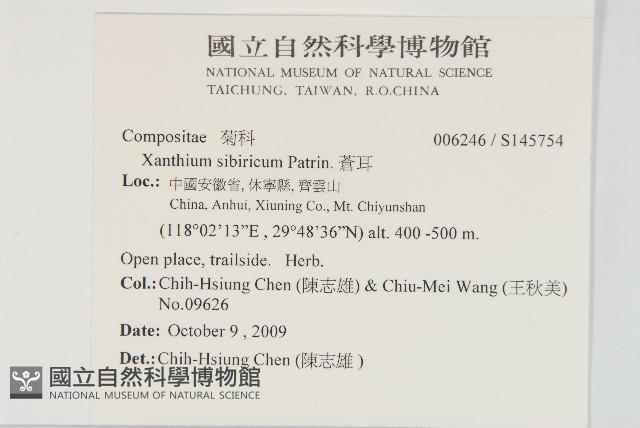 國立自然科學博物館
NATIONAL MUSEUM OF NATURAL SCIENCE
TAICHUNG, TAIWAN, R.O.CHINA
Compositae 菊科 006246 / S145754
Xanthium sibiricum Patrin. 蒼耳
Loc.: 中國安徽省, 休寧縣, 齊雲山
China, Anhui, Xiuning Co., Mt. Chiyunshan
(118°02’13”E , 29°48’36”N) alt. 400 -500 m.
Open place, trailside. Herb.
Col.: Chih-Hsiung Chen (陳志雄) & Chiu-Mei Wang (王秋美)
No.09626
Date: October 9 , 2009
Det.: Chih-Hsiung Chen (陳志雄 )
國立自然科學博物館
NATIONAL MUSEUM OF NATURAL SCIENCE